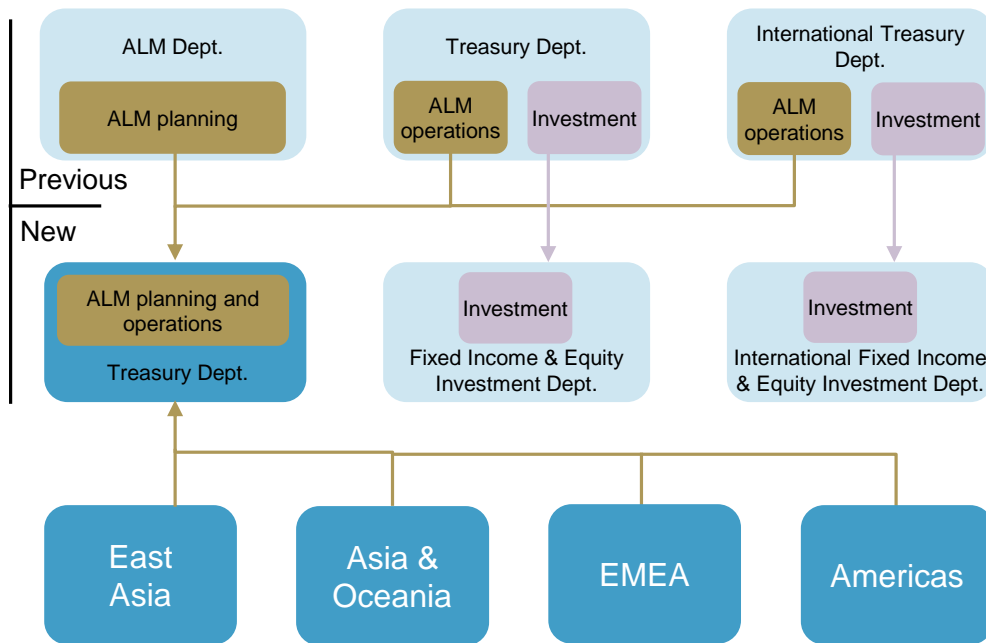 ALM Dept.
ALM planning
Treasury Dept.
ALM
operations
Investment
International Treasury
Dept.
ALM
operations
Investment
Previous
New
ALM planning and
operations
Treasury Dept.
Investment
Fixed Income & Equity
Investment Dept.
Investment
International Fixed Income
& Equity Investment Dept.
East
Asia
Asia &
Oceania
EMEA
Americas